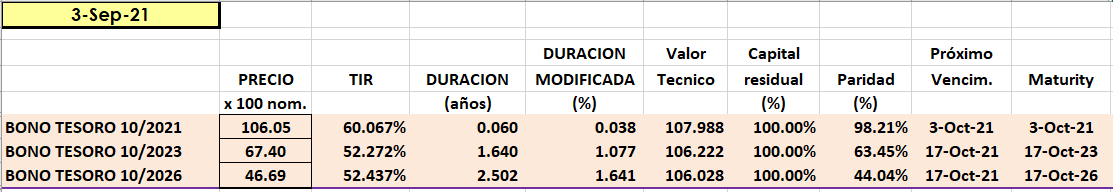 3-Sep-21
DURACION Valor Capital Próximo
PRECIO TIR DURACION MODIFICADA Tecnico residual Paridad Vencim. Maturity
x 100 nom. (años) (%) (%) (%)
BONO TESORO 10/2021 106.05 60.067% 0.060 0.038 107.988 100.00% 98.21% 3-Oct-21 3-Oct-21
BONO TESORO 10/2023 67.40 52.272% 1.640 1.077 106.222 100.00% 63.45% 17-Oct-21 17-Oct-23
BONO TESORO 10/2026 46.69 52.437% 2.502 1.641 106.028 100.00% 44.04% 17-Oct-21 17-Oct-26